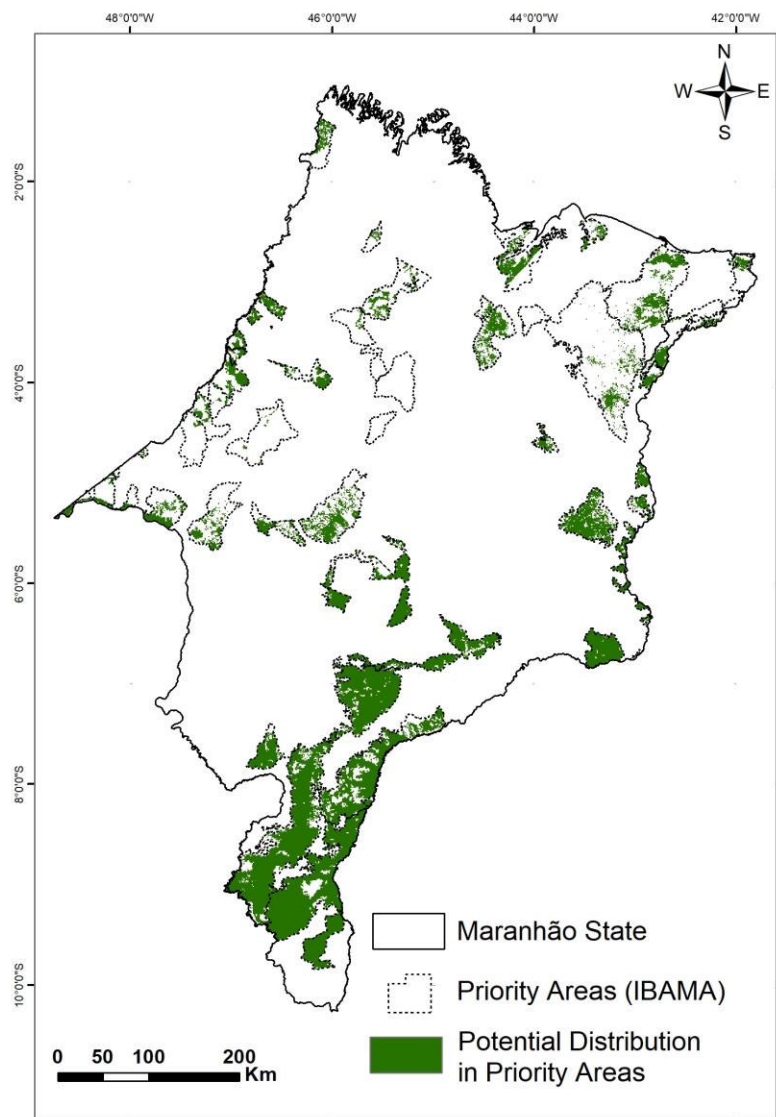 48°0'0"W 46°0'0"W 44°0'0"W 42°0'0"W
N
W E
S
2°0'0"S
4°0'0"S
6°0'0"S
8°0'0"S
10°0'0"S
Maranhão State
Priority Areas (IBAMA)
Potential Distribution
in Priority Areas
0 50 100 200
Km